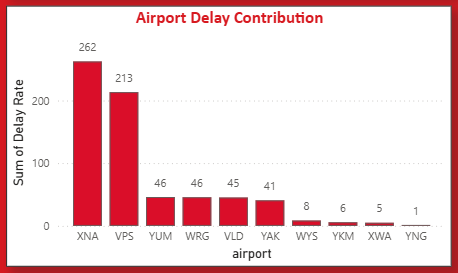 Airport Delay Contribution
262
213
46 46 45 41
8 6 5 1
200
100
0
Sum of Delay Rate
XNA VPS YUM WRG VLD YAK WYS YKM XWA YNG
airport